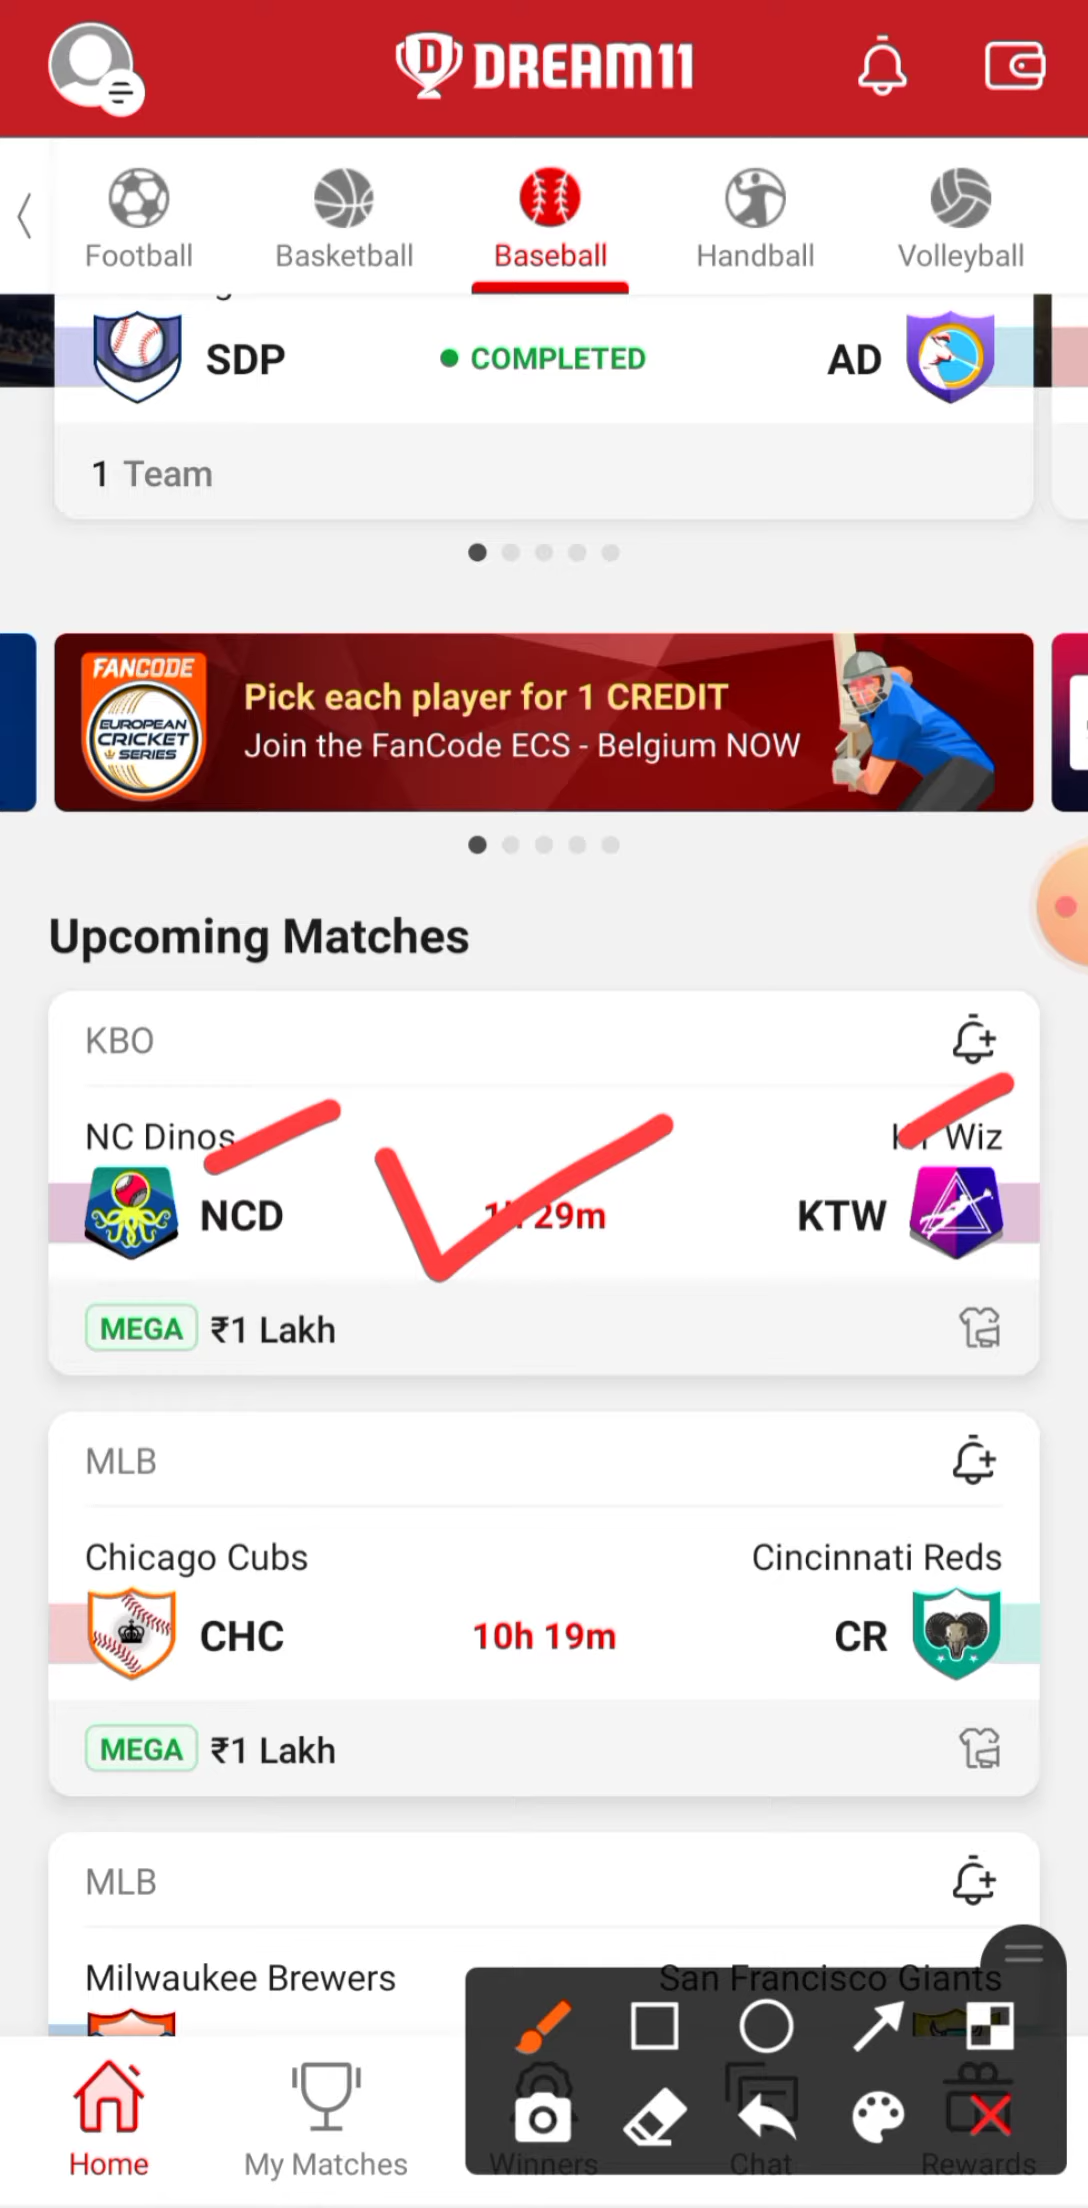 DREAM11
Football
Basketball
Baseball
Handball
Volleyball
SDP
COMPLETED
AD
1 Team
FANCODE
EUROPEAN
CRICKET
SERIES
Pick each player for 1 CREDIT
Join the FanCode ECS - Belgium NOW
Upcoming Matches
KBO
NC Dinos
Wiz
NCD
29m
KTW
MEGA ₹1 Lakh
MLB
Chicago Cubs
Cincinnati Reds
CHC
10h 19m
CR
MEGA ₹1 Lakh
MLB
Milwaukee Brewers
San Francisco Giants
Home
My Matches
Winners
Chat
Rewards